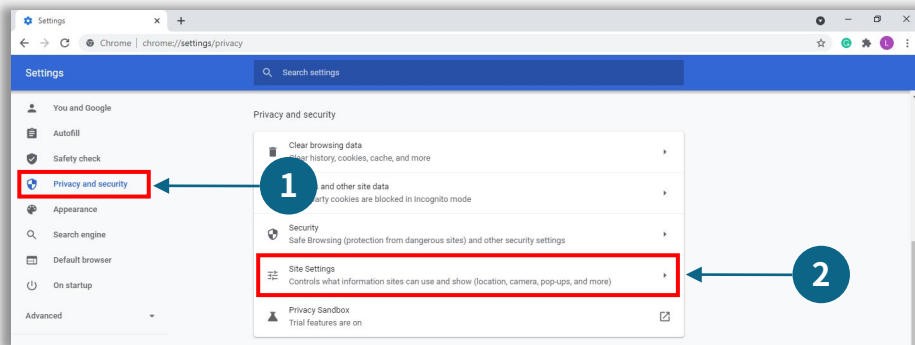 Settings
Chrome | chrome://settings/privacy
L
Settings
Search settings
You and Google
Autofill
Safety check
Privacy and security
Appearance
Search engine
Default browser
On startup
Advanced
Privacy and security
Clear browsing data
Clear history, cookies, cache, and more
and other site data
party cookies are blocked in Incognito mode
Security
Safe Browsing (protection from dangerous sites) and other security settings
Site Settings
Controls what information sites can use and show (location, camera, pop-ups, and more)
Privacy Sandbox
Trial features are on
1
2